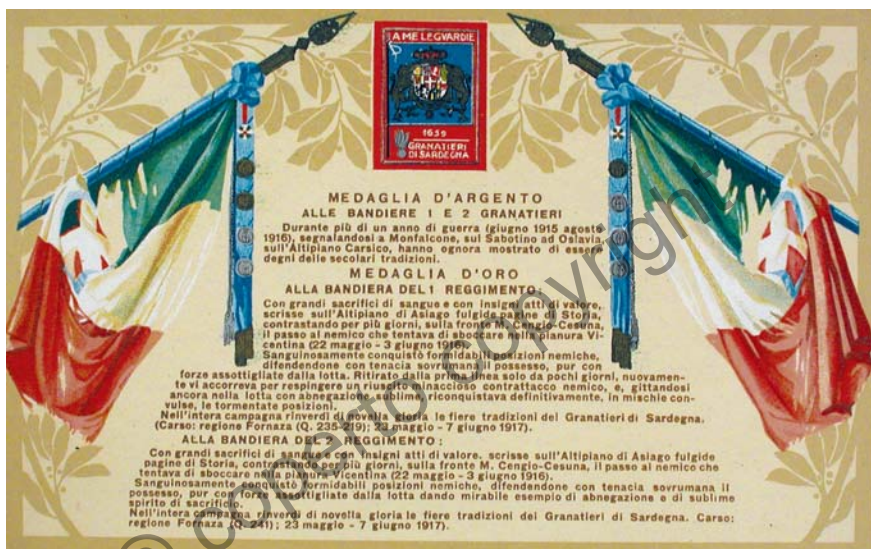 A ME LE GVARDIE
1659
GRANATIERI
DI SARDEGNA
MEDAGLIA D'ARGENTO
ALLE BANDIERE 1 E 2 GRANATIERI
Durante più di un anno di guerra (giugno 1915 agosto
1916), segnalandosi a Monfalcone, sul Sabotino ad Oslavia,
sull'Altipiano Carsico, hanno ognora mostrato di essere
degni delle secolari tradizioni.
MEDAGLIA D'ORO
ALLA BANDIERA DEL 1 REGGIMENTO:
Con grandi sacrifici di sangue e con insigni atti di valore,
scrisse sull'Altipiano di Asiago fulgide pagine di Storia,
contrastando per più giorni, sulla fronte M. Cengio-Cesuna,
il passo al nemico che tentava di sboccare nella pianura Vi-
centina (22 maggio - 3 giugno 1916).
Sanguinosamente conquistò formidabili posizioni nemiche,
difendendone con tenacia sovrumana il possesso, pur con
forze assottigliate dalla lotta. Ritirato dalla prima linea solo da pochi giorni, nuovamen-
te vi accorreva per respingere un riuscito minaccioso contrattacco nemico, e, gittandosi
ancora nella lotta con abnegazione sublime, riconquistava definitivamente, in mischie con-
vulse, le tormentate posizioni.
Nell'intera campagna rinverdì di novella gloria le fiere tradizioni dei Granatieri di Sardegna.
(Carso: regione Fornaza (Q. 235-219); 23 maggio - 7 giugno 1917).
ALLA BANDIERA DEL 2 REGGIMENTO:
Con grandi sacrifici di sangue e con insigni atti di valore. scrisse sull'Altipiano di Asiago fulgide
pagine di Storia, contrastando per più giorni, sulla fronte M. Cengio-Cesuna, il passo al nemico che
tentava di sboccare nella pianura Vicentina (22 maggio - 3 giugno 1916).
Sanguinosamente conquistò formidabili posizioni nemiche, difendendone con tenacia sovrumana il
possesso, pur con forze assottigliate dalla lotta dando mirabile esempio di abnegazione e di sublime
spirito di sacrificio.
Nell'intera campagna rinverdì di novella gloria le fiere tradizioni dei Granatieri di Sardegna. Carso:
regione Fornaza (Q. 241); 23 maggio - 7 giugno 1917).
© coperto copyright